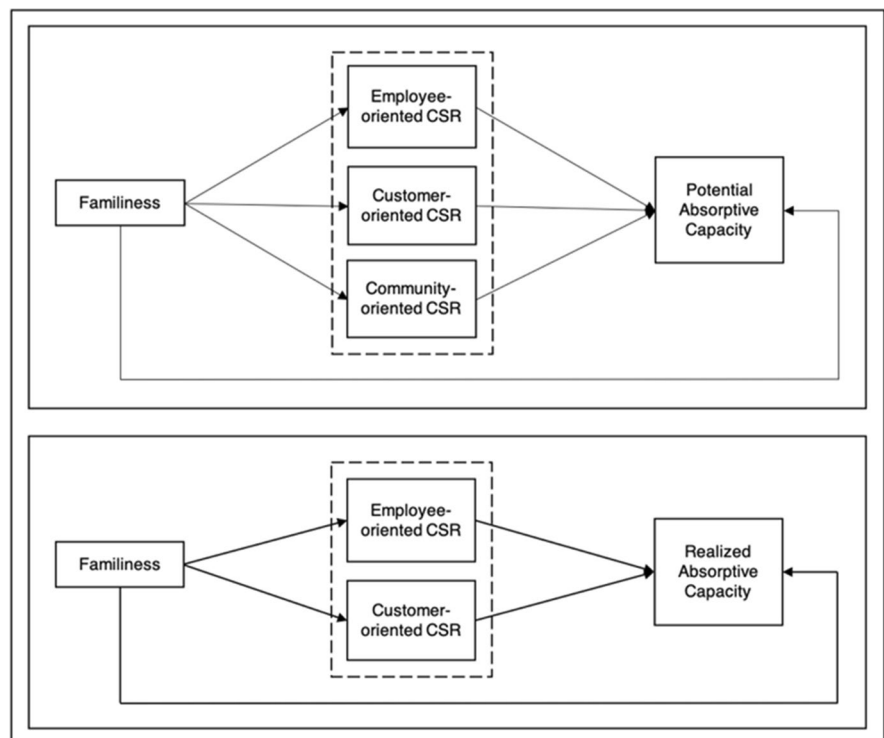 Employee-
oriented CSR
Familiness
Customer-
oriented CSR
Potential
Absorptive
Capacity
Community-
oriented CSR
Employee-
oriented CSR
Familiness
Customer-
oriented CSR
Realized
Absorptive
Capacity